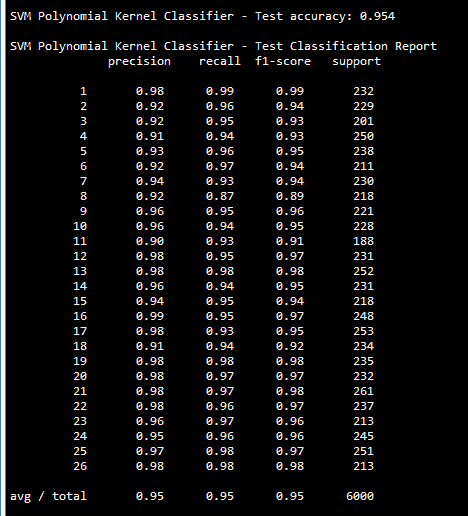 SVM Polynomial Kernel Classifier - Test accuracy: 0.954
SVM Polynomial Kernel Classifier - Test Classification Report
precision recall f1-score support
1 0.98 0.99 0.99 232
2 0.92 0.96 0.94 229
3 0.92 0.95 0.93 201
4 0.91 0.94 0.93 250
5 0.93 0.96 0.95 238
6 0.92 0.97 0.94 211
7 0.94 0.93 0.94 230
8 0.92 0.87 0.89 218
9 0.96 0.95 0.96 221
10 0.96 0.94 0.95 228
11 0.90 0.93 0.91 188
12 0.98 0.95 0.97 231
13 0.98 0.98 0.98 252
14 0.96 0.94 0.95 231
15 0.94 0.95 0.94 218
16 0.99 0.95 0.97 248
17 0.98 0.93 0.95 253
18 0.91 0.94 0.92 234
19 0.98 0.98 0.98 235
20 0.98 0.97 0.97 232
21 0.98 0.97 0.98 261
22 0.98 0.96 0.97 237
23 0.96 0.97 0.96 213
24 0.95 0.96 0.96 245
25 0.97 0.98 0.97 251
26 0.98 0.98 0.98 213
avg / total 0.95 0.95 0.95 6000